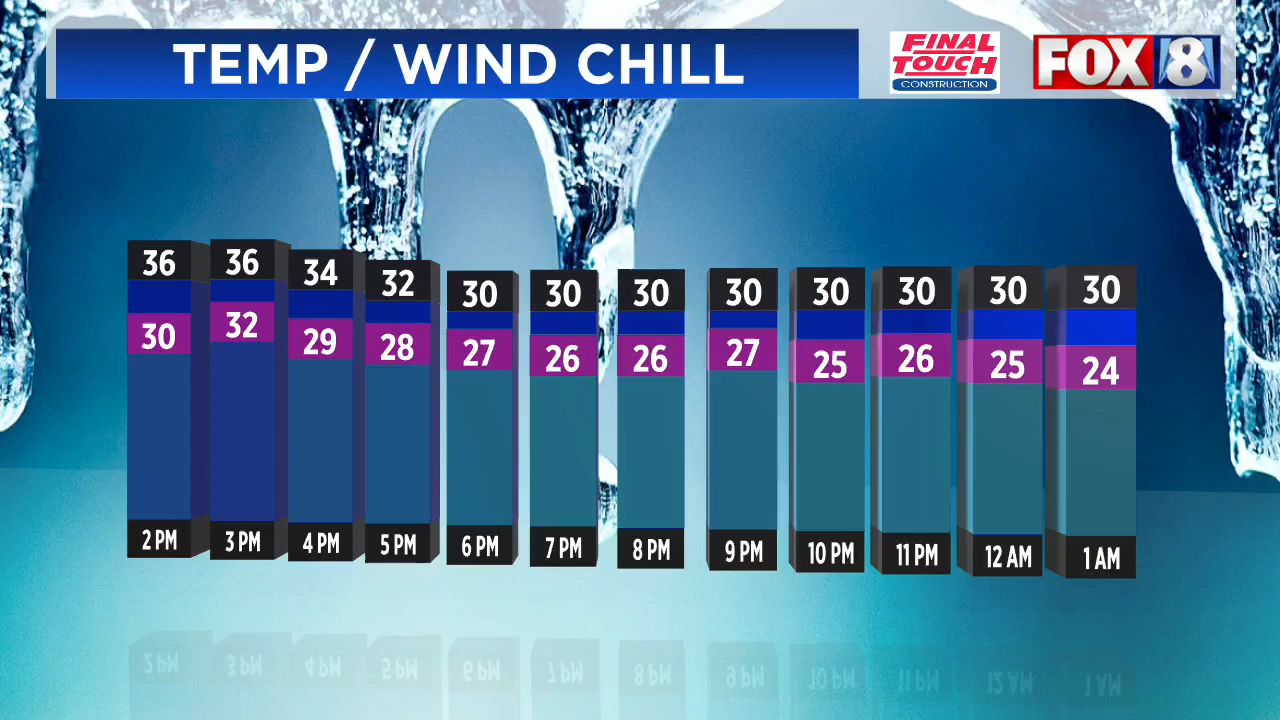 TEMP / WIND CHILL
FINAL
TOUCH
CONSTRUCTION
FOX 8
36 36 34 32 30 30 30 30 30 30 30 30
30 32 29 28 27 26 26 27 25 26 25 24
2 PM 3 PM 4 PM 5 PM 6 PM 7 PM 8 PM 9 PM 10 PM 11 PM 12 AM 1 AM